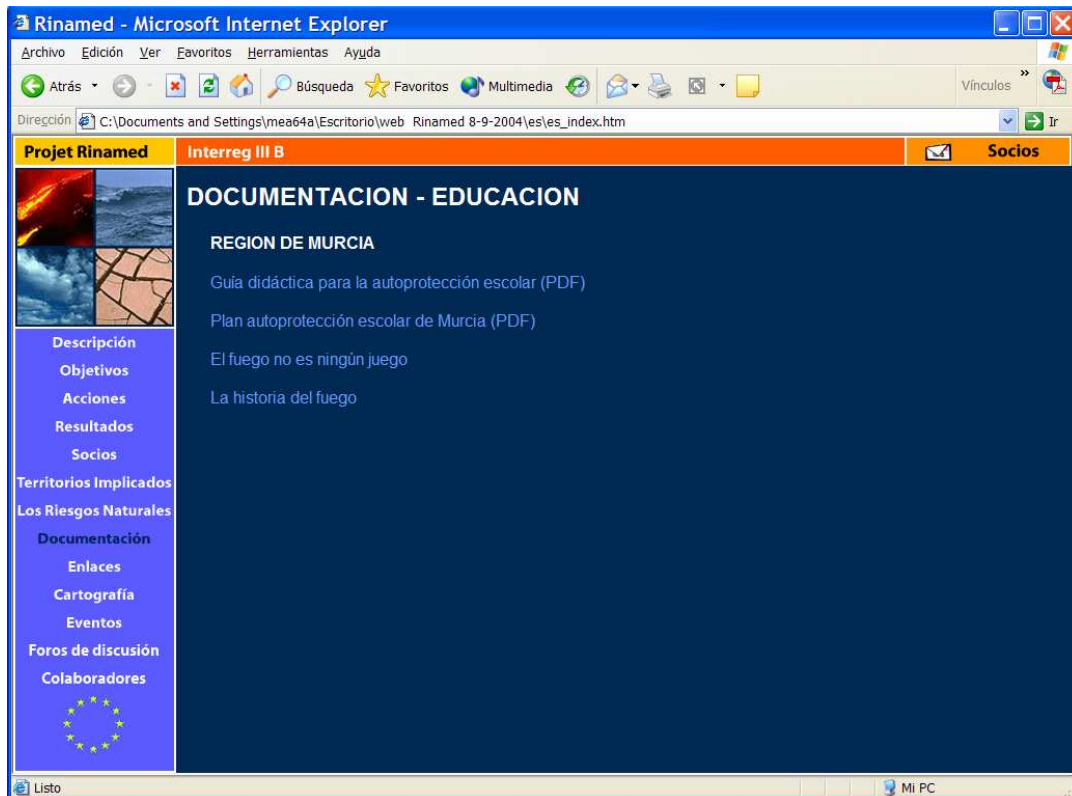 Rinamed - Microsoft Internet Explorer
Archivo Edición Ver Favoritos Herramientas Ayuda
Atrás Búsqueda Favoritos Multimedia Vínculos »
Dirección C:\Documents and Settings\mea64a\Escritorio\web Rinamed 8-9-2004\es\es_index.htm Ir
Projet Rinamed Interreg III B Socios
DOCUMENTACION - EDUCACION
REGION DE MURCIA
Guía didáctica para la autoprotección escolar (PDF)
Plan autoprotección escolar de Murcia (PDF)
El fuego no es ningún juego
La historia del fuego
Descripción
Objetivos
Acciones
Resultados
Socios
Territorios Implicados
Los Riesgos Naturales
Documentación
Enlaces
Cartografía
Eventos
Foros de discusión
Colaboradores
Listo Mi PC